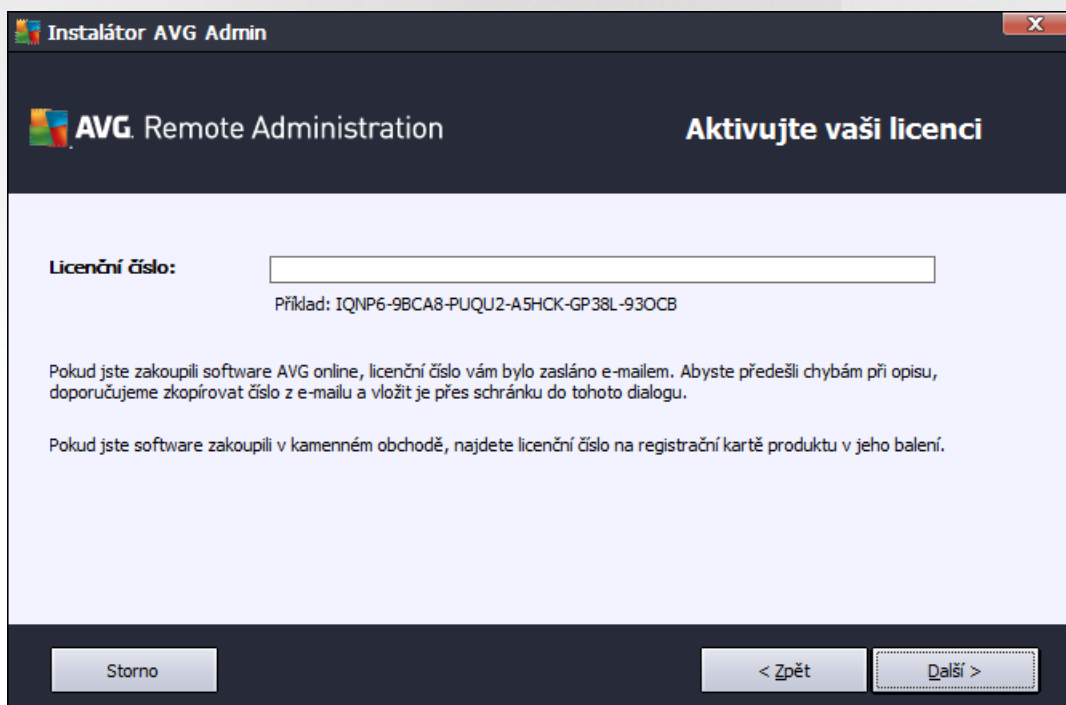 Instalátor AVG Admin
X
AVG. Remote Administration
Aktivujte vaši licenci
Licenční číslo:
Příklad: IQNP6-9BCA8-PUQU2-A5HCK-GP38L-93OCB
Pokud jste zakoupili software AVG online, licenční číslo vám bylo zasláno e-mailem. Abyste předešli chybám při opisu,
doporučujeme zkopírovat číslo z e-mailu a vložit je přes schránku do tohoto dialogu.
Pokud jste software zakoupili v kamenném obchodě, najdete licenční číslo na registrační kartě produktu v jeho balení.
Storno
< Zpět
Další >